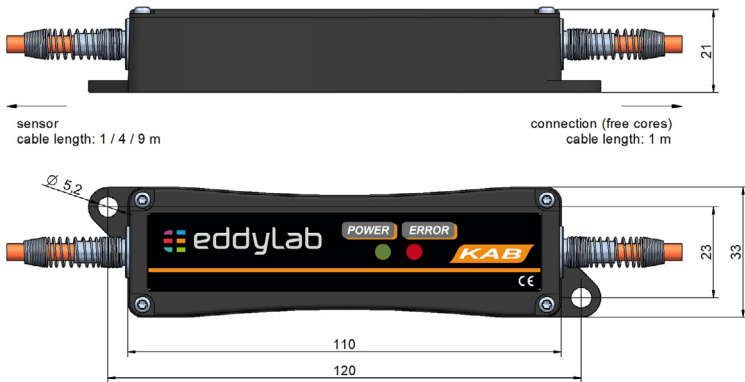 21
sensor
cable length: 1 / 4 / 9 m
connection (free cores)
cable length: 1 m
Ø 5,2
eddyLab
POWER
ERROR
KAB
CE
23
33
110
120